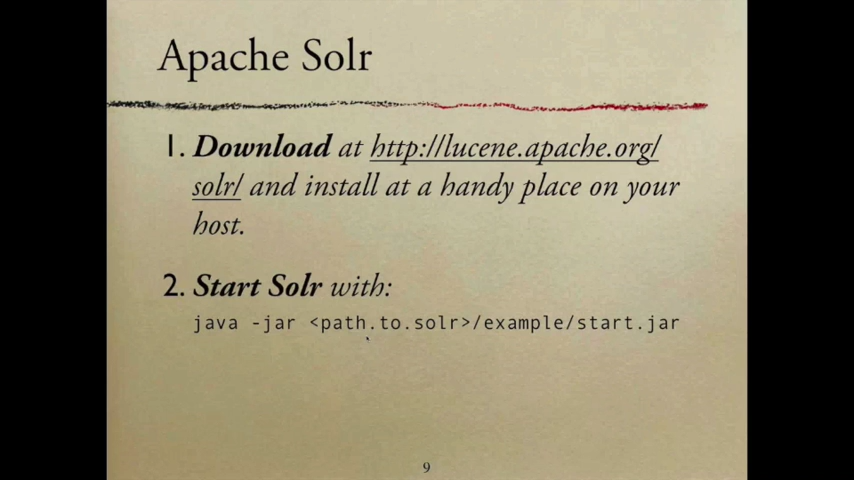 Apache Solr
1. Download at http://lucene.apache.org/
solr/ and install at a handy place on your
host.
2. Start Solr with:
java -jar <path.to.solr>/example/start.jar
9